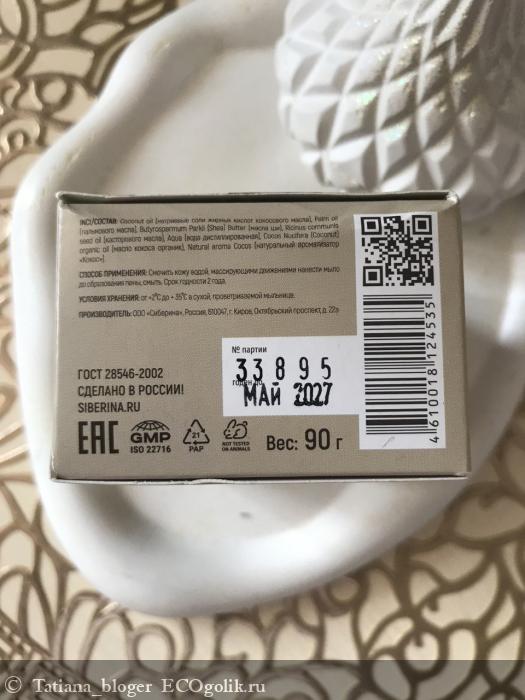 INCI/СОСТАВ: Coconut oil (натриевые соли жирных кислот кокосового масла), Palm oil
(пальмового масла), Butyrospermum Parkii (Shea) Butter (масла ши), Ricinus communis
seed oil (касторового масла), Aqua (вода дистиллированная), Cocos Nucifera (Coconut)
organic oil (масло кокоса органик), Natural aroma Cocos (натуральный ароматизатор
«Кокос»).
СПОСОБ ПРИМЕНЕНИЯ: Смочить кожу водой, массирующими движениями нанести мыло
до образования пены, смыть. Срок годности 2 года.
УСЛОВИЯ ХРАНЕНИЯ: от +2°С до + 35°С в сухой, проветриваемой мыльнице.
ПРОИЗВОДИТЕЛЬ: ООО «Сиберина», Россия, 610047, г. Киров, Октябрьский проспект, д. 22а
№ партии
33895
годен до
МАЙ 2027
ГОСТ 28546-2002
СДЕЛАНО В РОССИИ!
SIBERINA.RU
EAC
GMP
ISO 22716
21
PAP
NOT TESTED
ON ANIMALS
Вес: 90 г
4610018124535
© Tatiana_bloger ECOgolik.ru